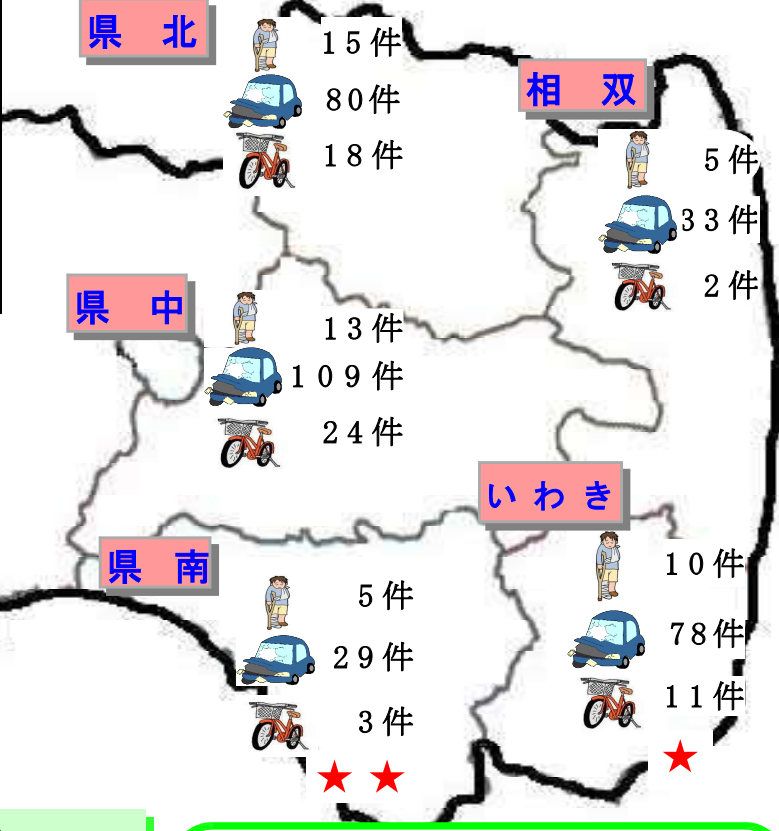 県　北
15件
80件
18件
相　双
5件
33件
2件
県　中
13件
109件
24件
いわき
10件
78件
11件
★
県　南
5件
29件
3件
★ ★